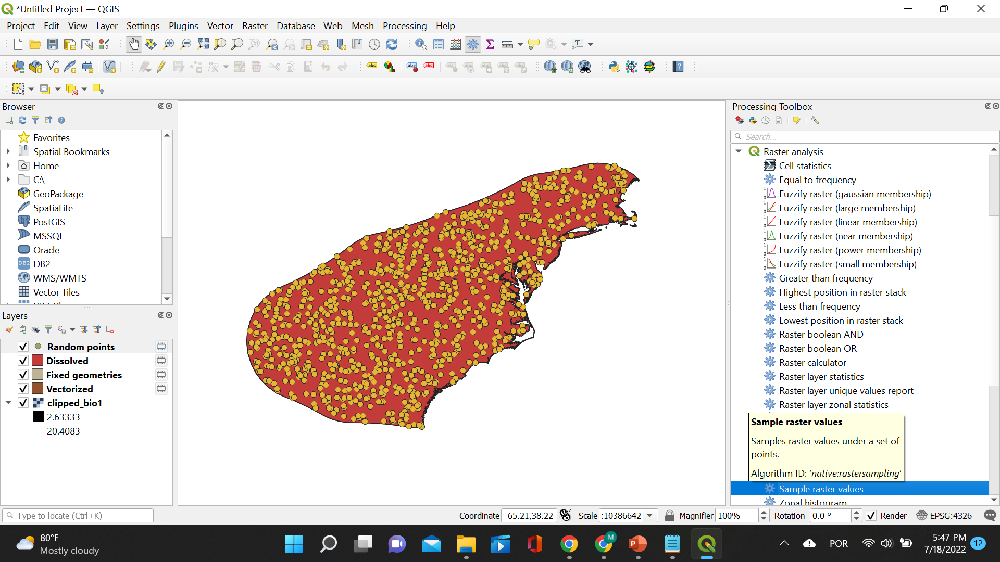 *Untitled Project — QGIS
Project Edit View Layer Settings Plugins Vector Raster Database Web Mesh Processing Help
Browser
Favorites
Spatial Bookmarks
Home
C:\
GeoPackage
SpatiaLite
PostGIS
MSSQL
Oracle
DB2
WMS/WMTS
Vector Tiles
Layers
Random points
Dissolved
Fixed geometries
Vectorized
clipped_bio1
2.63333
20.4083
Processing Toolbox
Search...
Raster analysis
Cell statistics
Equal to frequency
Fuzzify raster (gaussian membership)
Fuzzify raster (large membership)
Fuzzify raster (linear membership)
Fuzzify raster (near membership)
Fuzzify raster (power membership)
Fuzzify raster (small membership)
Greater than frequency
Highest position in raster stack
Less than frequency
Lowest position in raster stack
Raster boolean AND
Raster boolean OR
Raster calculator
Raster layer statistics
Raster layer unique values report
Raster layer zonal statistics
Sample raster values
Samples raster values under a set of
points.
Algorithm ID: 'native:rastersampling'
Sample raster values
Zonal histogram
Type to locate (Ctrl+K)
Coordinate -65.21,38.22 Scale :10386642 Magnifier 100% Rotation 0.0 ° Render EPSG:4326
80°F
Mostly cloudy
POR
5:47 PM
7/18/2022
12